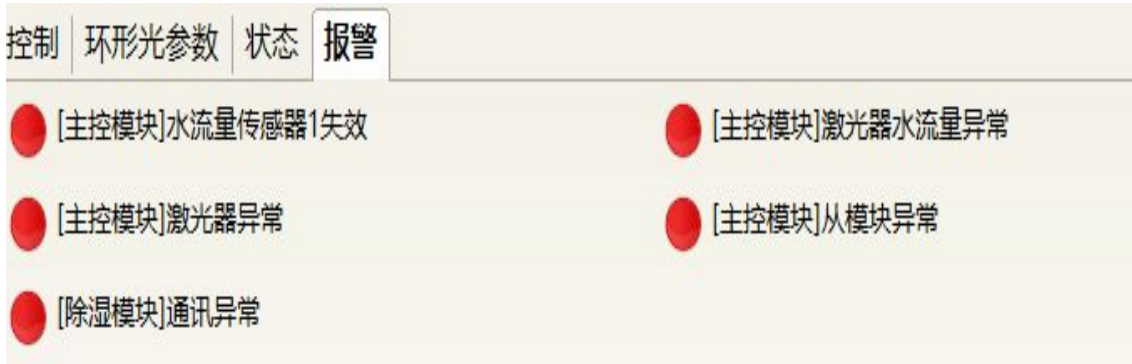 控制 环形光参数 状态 报警
[主控模块]水流量传感器1失效 [主控模块]激光器水流量异常
[主控模块]激光器异常 [主控模块]从模块异常
[除湿模块]通讯异常